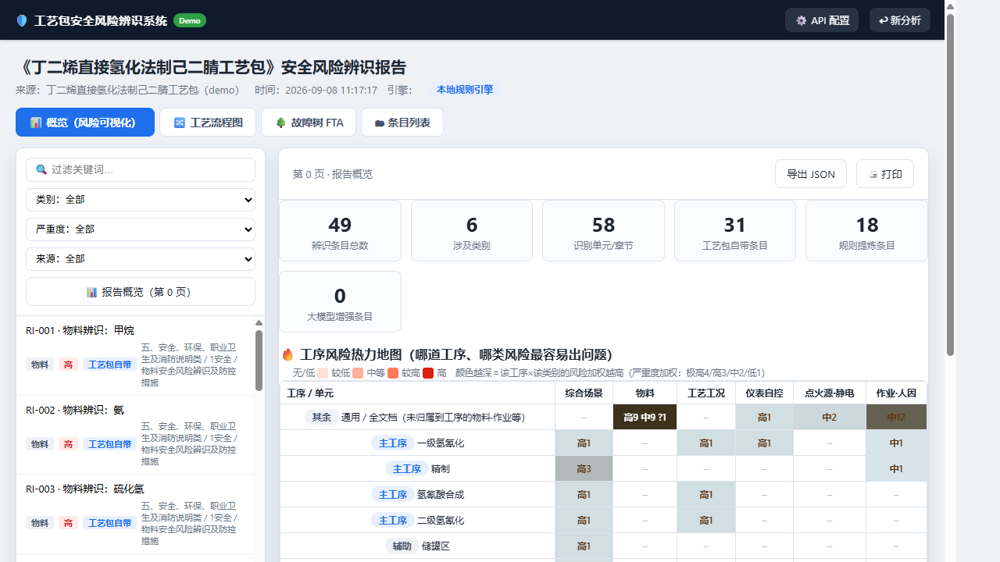 工艺包安全风险辨识系统 Demo
API 配置
↩ 新分析
《丁二烯直接氢化法制己二腈工艺包》安全风险辨识报告
来源：丁二烯直接氢化法制己二腈工艺包（demo） 时间：2026-09-08 11:17:17 引擎： 本地规则引擎
概览（风险可视化）
工艺流程图
故障树 FTA
条目列表
过滤关键词...
类别：全部
严重度：全部
来源：全部
报告概览（第 0 页）
RI-001 · 物料辨识：甲烷
物料 高 工艺包自带
五、安全、环保、职业卫
生及消防说明类 / 1安全 /
物料安全风险辨识及防控
措施
RI-002 · 物料辨识：氨
物料 高 工艺包自带
五、安全、环保、职业卫
生及消防说明类 / 1安全 /
物料安全风险辨识及防控
措施
RI-003 · 物料辨识：硫化氢
物料 高 工艺包自带
五、安全、环保、职业卫
生及消防说明类 / 1安全 /
物料安全风险辨识及防控
措施
第 0 页 · 报告概览
导出 JSON
打印
49
辨识条目总数
6
涉及类别
58
识别单元/章节
31
工艺包自带条目
18
规则提炼条目
0
大模型增强条目
工序风险热力地图（哪道工序、哪类风险最容易出问题）
无/低 较低 中等 较高 高 颜色越深＝该工序×该类别的风险加权越高（严重度加权：极高4/高3/中2/低1）
工序 / 单元 综合场景 物料 工艺工况 仪表自控 点火源·静电 作业·人因
其余 通用 / 全文档（未归属到工序的物料·作业等） – 高9 中9 ?1 – 高1 中2 中12
主工序 一级氢氰化 高1 – 高1 高1 – 中1
主工序 精制 高3 – – – – 中1
主工序 氢氰酸合成 高1 – 高1 – – –
主工序 二级氢氰化 高1 – 高1 – – –
辅助 储罐区 高1 – – – – –